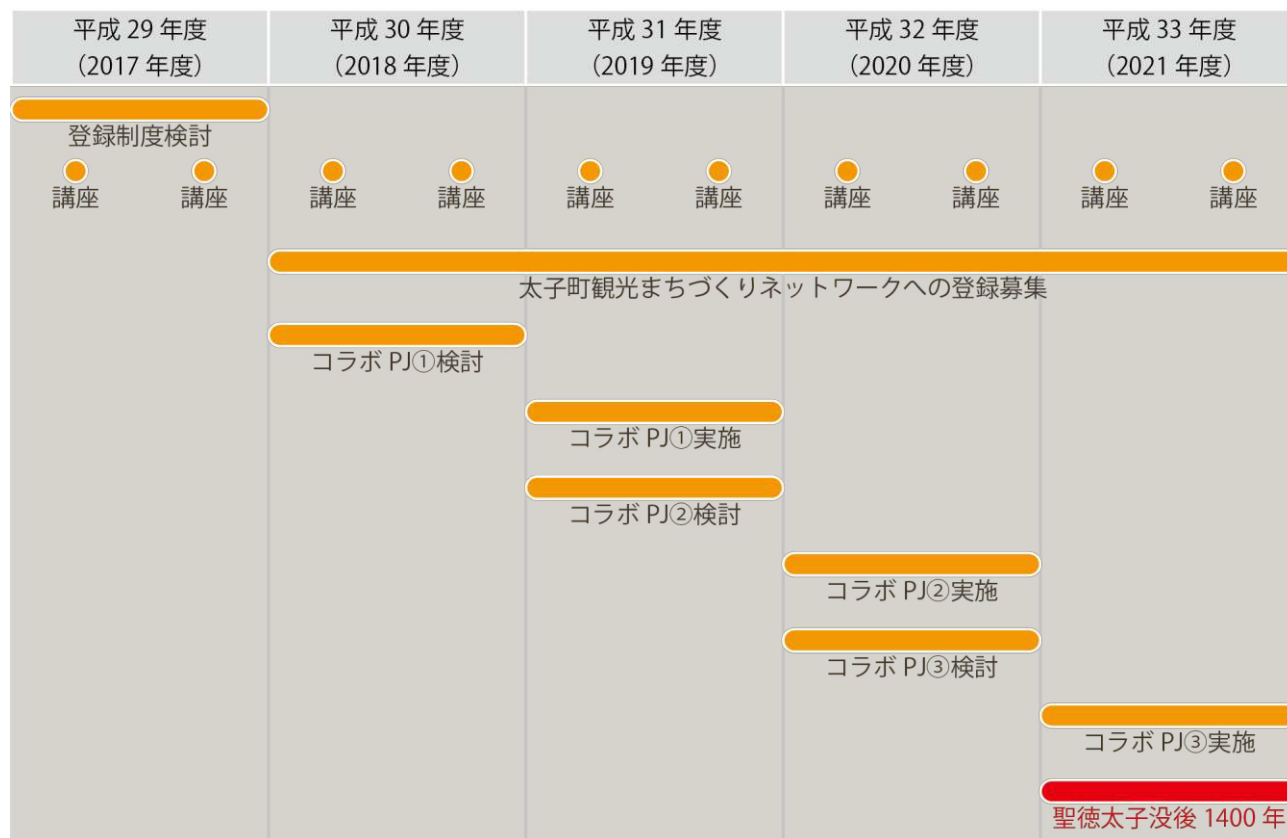 平成 29 年度
(2017 年度)
平成 30 年度
(2018 年度)
平成 31 年度
(2019 年度)
平成 32 年度
(2020 年度)
平成 33 年度
(2021 年度)
登録制度検討
講座
講座
講座
講座
講座
講座
講座
講座
講座
講座
太子町観光まちづくりネットワークへの登録募集
コラボ PJ①検討
コラボ PJ①実施
コラボ PJ②検討
コラボ PJ②実施
コラボ PJ③検討
コラボ PJ③実施
聖徳太子没後 1400 年